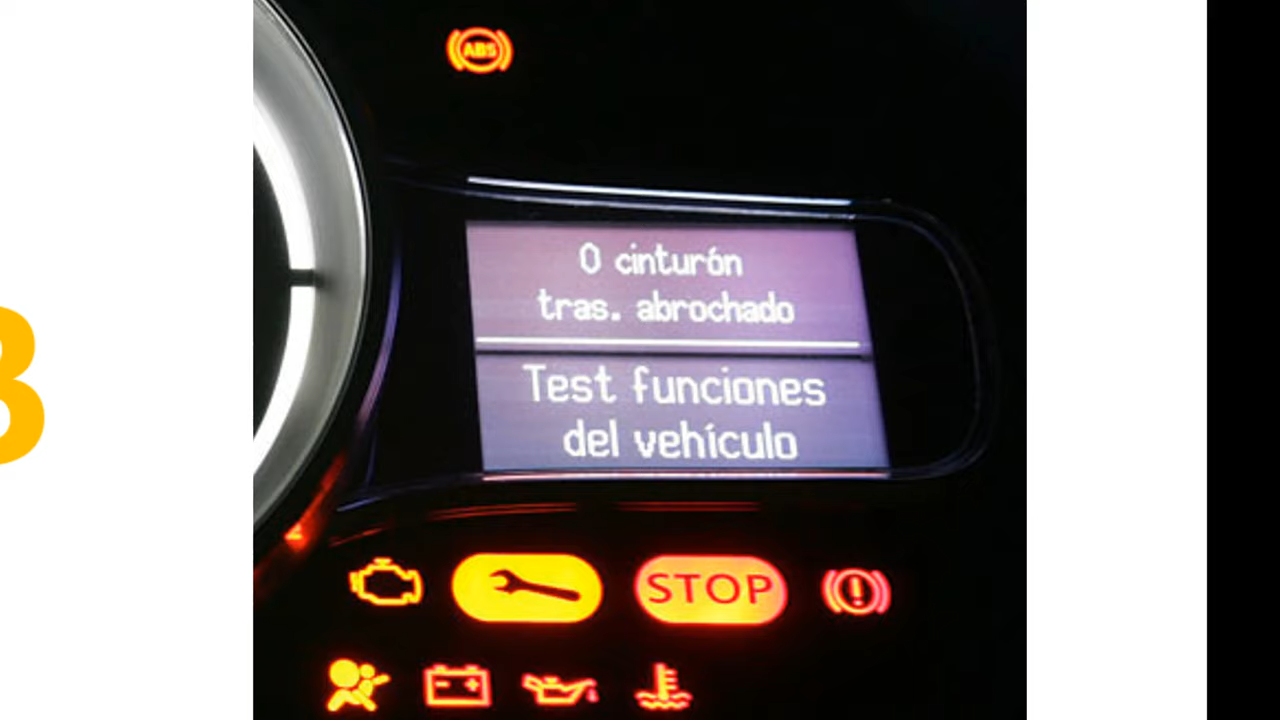 ABS
0 cinturón
tras. abrochado
Test funciones
del vehículo
STOP